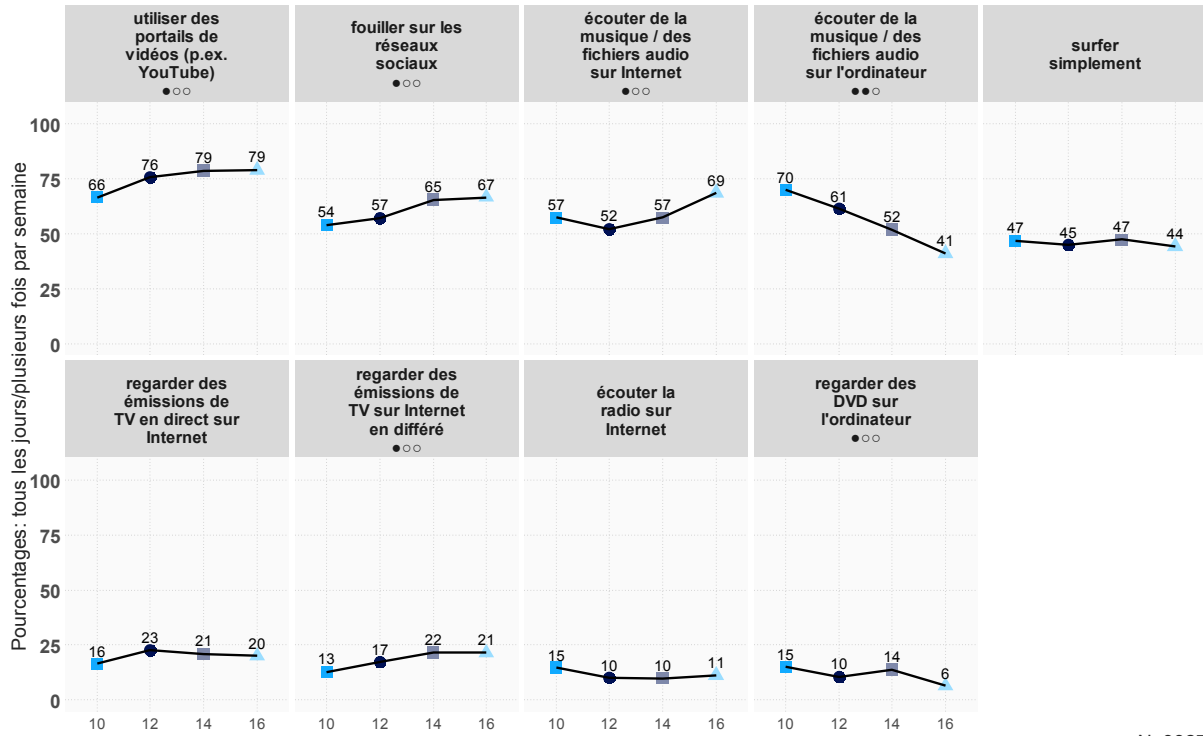 utiliser des
portails de
vidéos (p.ex.
YouTube)
●○○
fouiller sur les
réseaux
sociaux
●○○
écouter de la
musique / des
fichiers audio
sur Internet
●○○
écouter de la
musique / des
fichiers audio
sur l'ordinateur
●●○
surfer
simplement
Pourcentages: tous les jours/plusieurs fois par semaine
100
75
50
25
0
66 76 79 79
54 57 65 67
57 52 57 69
70 61 52 41
47 45 47 44
regarder des
émissions de
TV en direct sur
Internet
regarder des
émissions de
TV sur Internet
en différé
●○○
écouter la
radio sur
Internet
regarder des
DVD sur
l'ordinateur
●○○
100
75
50
25
0
16 23 21 20
13 17 22 21
15 10 10 11
15 10 14 6
10 12 14 16
10 12 14 16
10 12 14 16
10 12 14 16